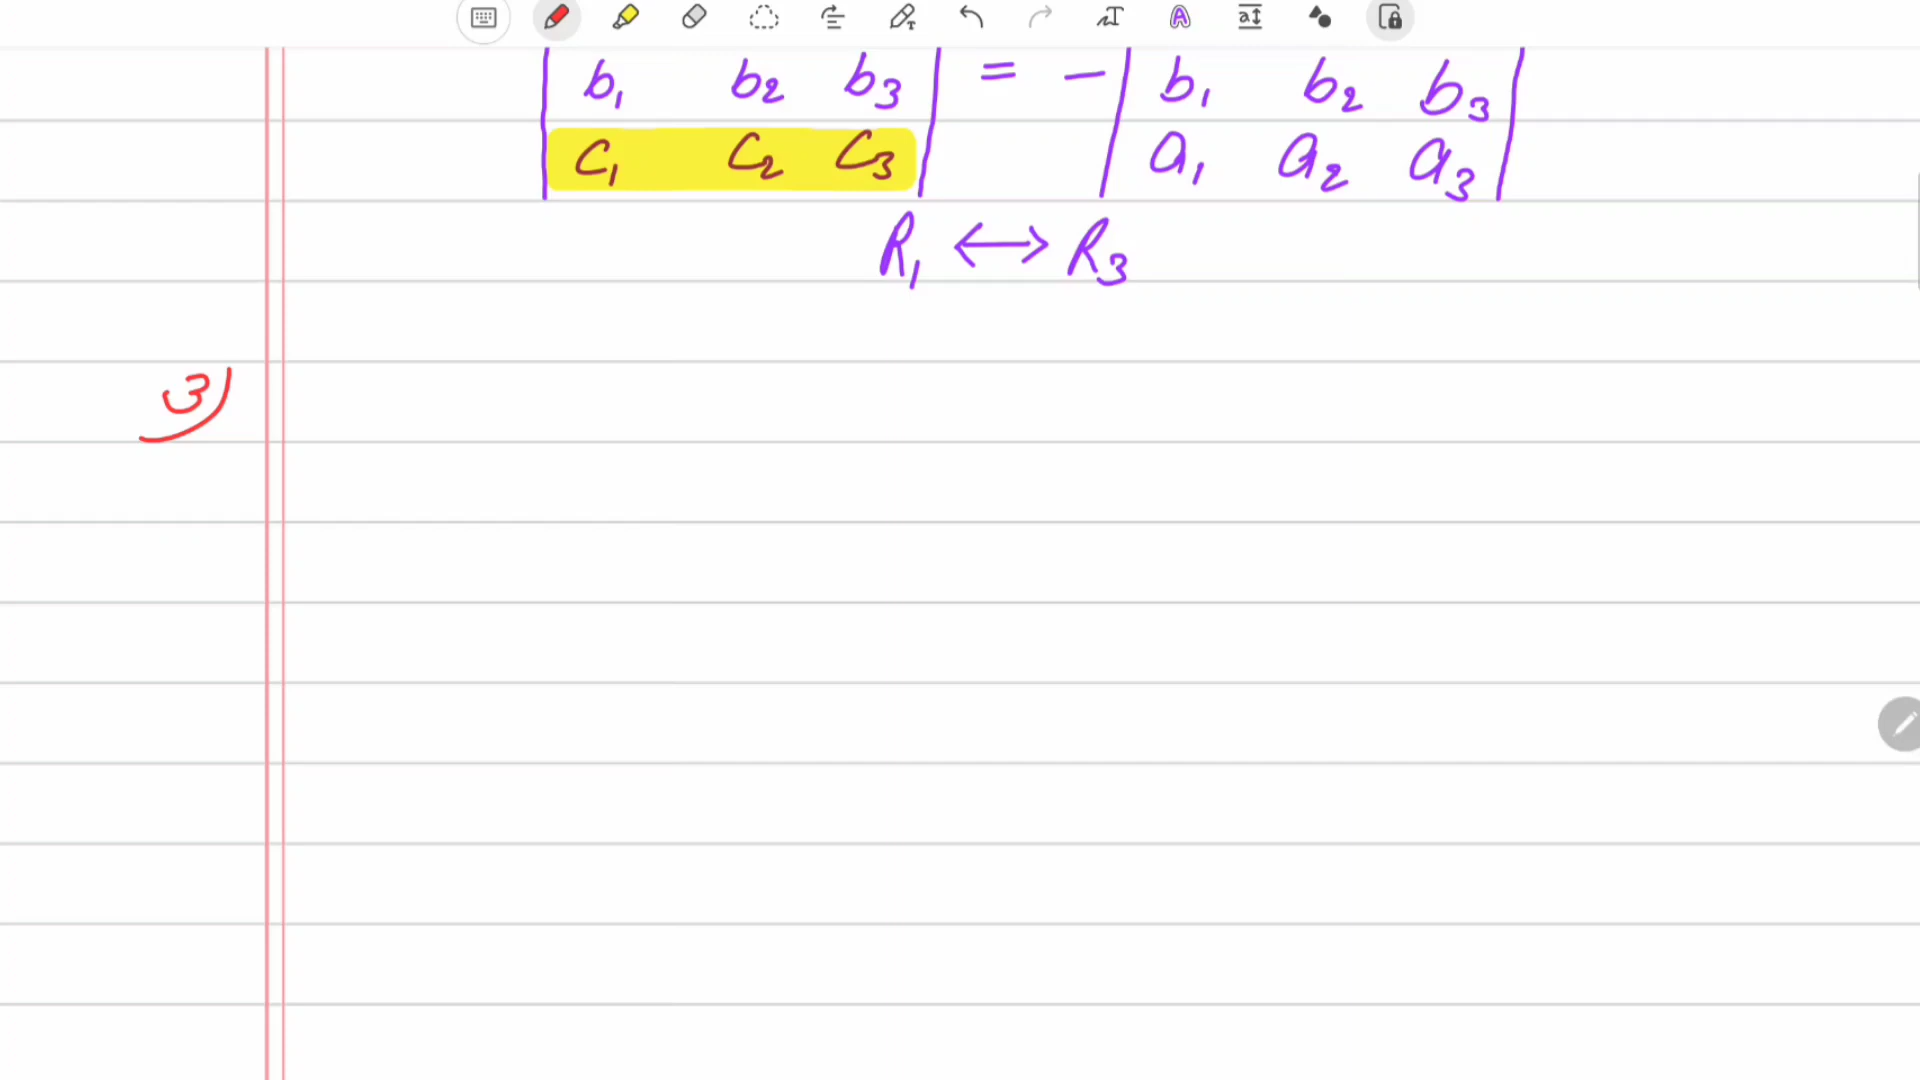 | b₁ b₂ b₃ | = - | b₁ b₂ b₃ |
| c₁ c₂ c₃ | | a₁ a₂ a₃ |
R₁ ↔ R₃
3)